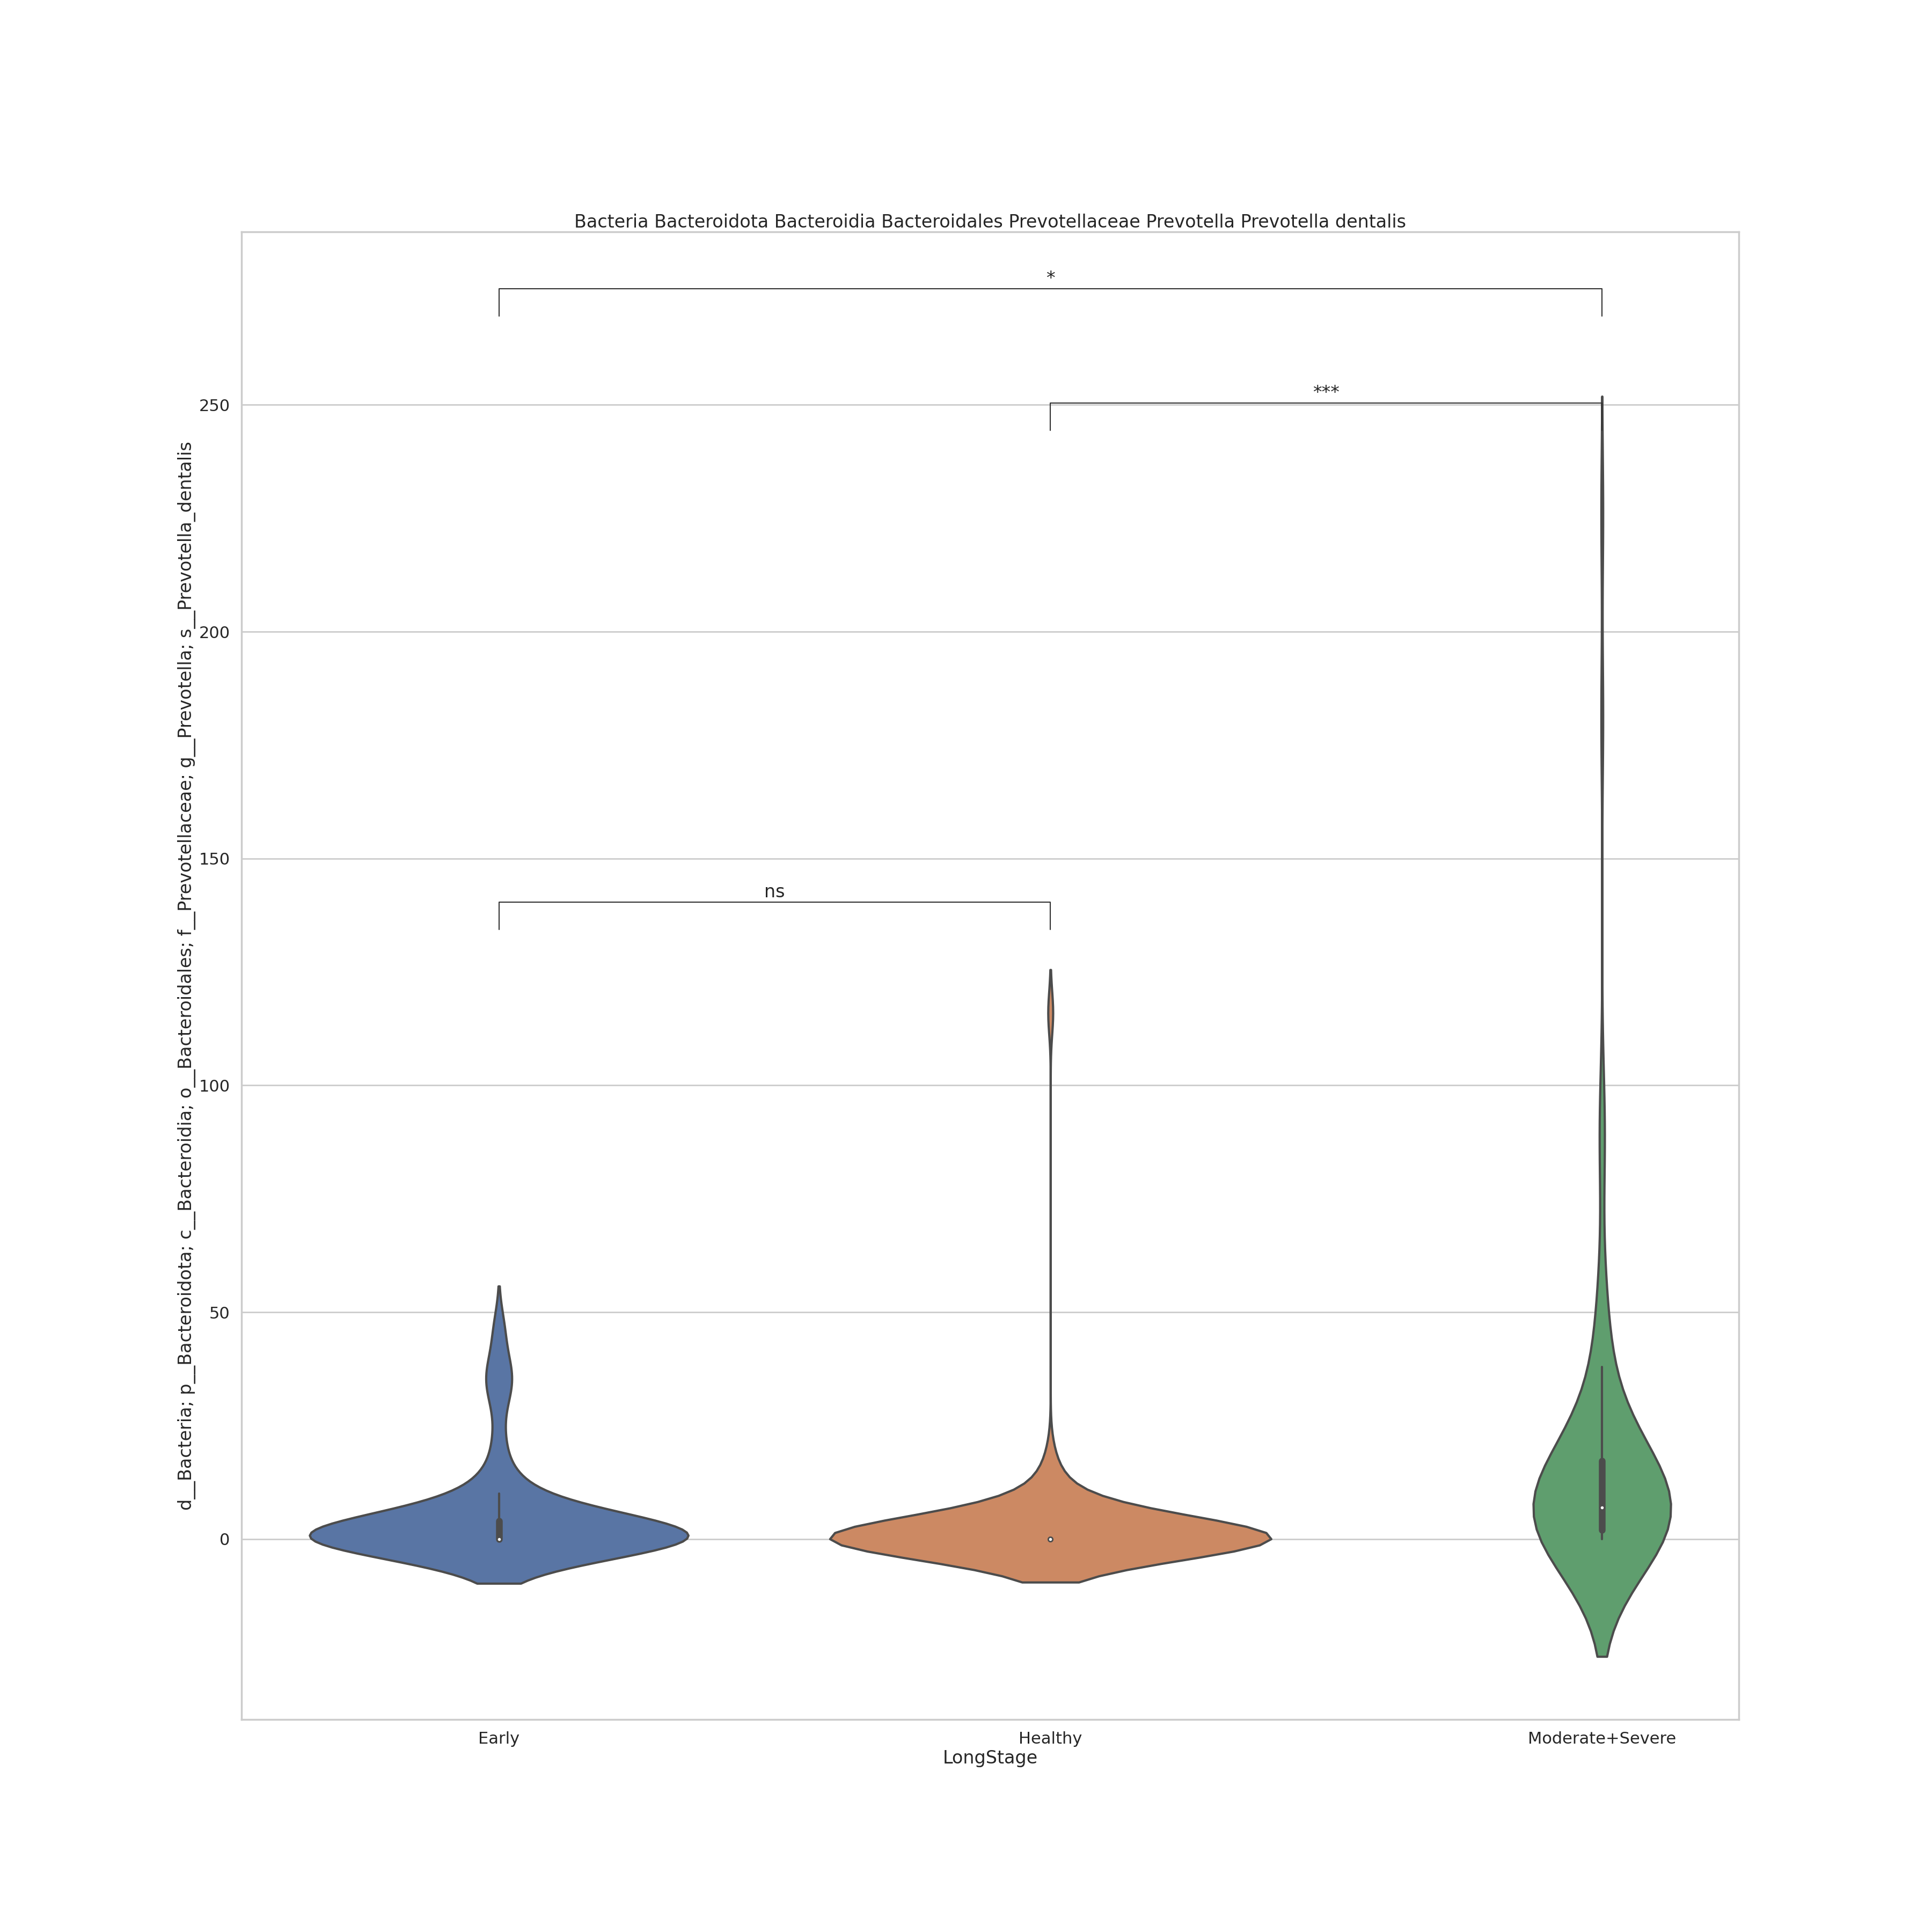 Bacteria Bacteroidota Bacteroidia Bacteroidales Prevotellaceae Prevotella Prevotella dentalis
*
***
ns
250
200
150
100
50
0
d__Bacteria; p__Bacteroidota; c__Bacteroidia; o__Bacteroidales; f__Prevotellaceae; g__Prevotella; s__Prevotella_dentalis
Early
Healthy
Moderate+Severe
LongStage